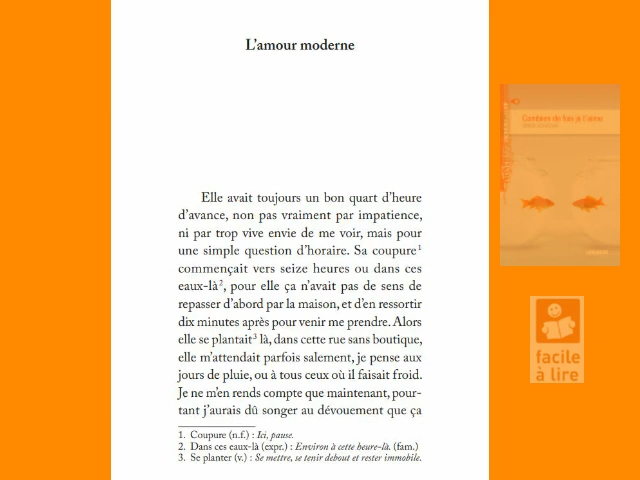 L'amour moderne
Elle avait toujours un bon quart d'heure
d'avance, non pas vraiment par impatience,
ni par trop vive envie de me voir, mais pour
une simple question d'horaire. Sa coupure1
commençait vers seize heures ou dans ces
eaux-là2, pour elle ça n'avait pas de sens de
repasser d'abord par la maison, et d'en ressortir
dix minutes après pour venir me prendre. Alors
elle se plantait3 là, dans cette rue sans boutique,
elle m'attendait parfois salement, je pense aux
jours de pluie, ou à tous ceux où il faisait froid.
Je ne m'en rends compte que maintenant, pour-
tant j'aurais dû songer au dévouement que ça
1. Coupure (n.f.) : Ici, pause.
2. Dans ces eaux-là (expr.) : Environ à cette heure-là. (fam.)
3. Se planter (v.) : Se mettre, se tenir debout et rester immobile.
Combien de fois je t'aime
facile
à lire